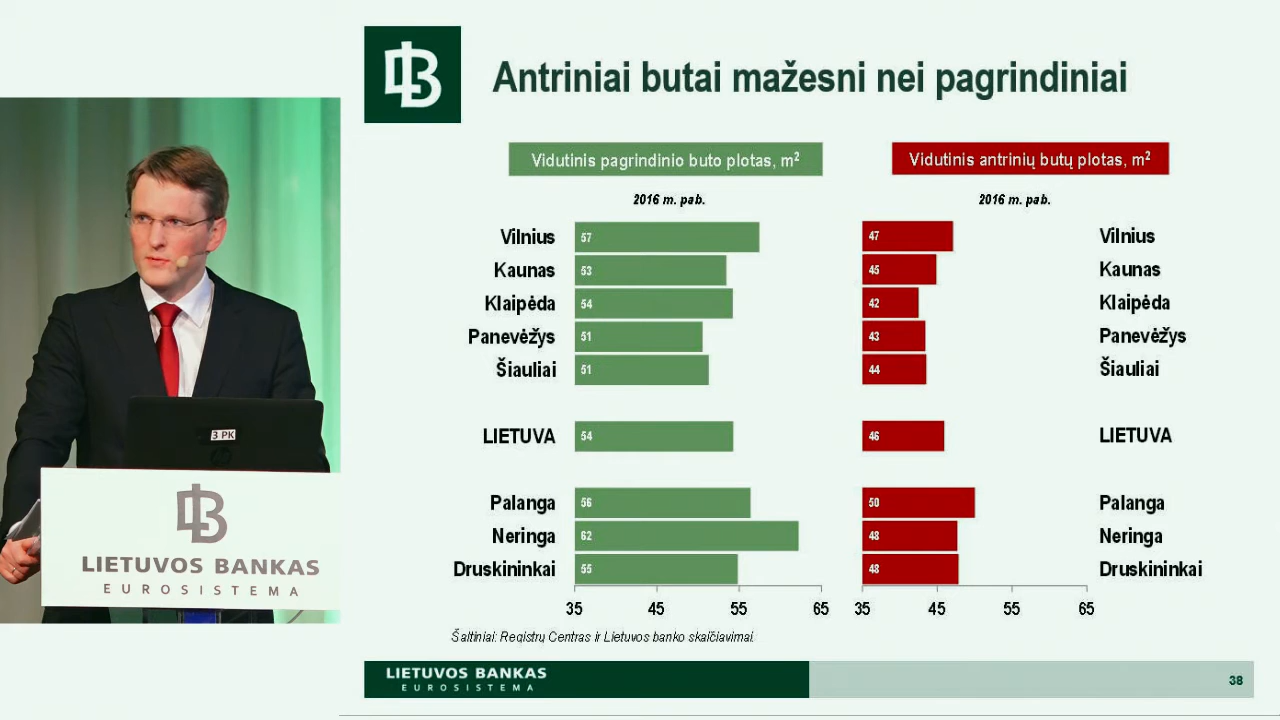 Antriniai butai mažesni nei pagrindiniai
Vidutinis pagrindinio buto plotas, m²
2016 m. pab.
Vilnius 57
Kaunas 53
Klaipėda 54
Panevėžys 51
Šiauliai 51
LIETUVA 54
Palanga 56
Neringa 62
Druskininkai 55
35 45 55 65
Vidutinis antrinių butų plotas, m²
2016 m. pab.
47 Vilnius
45 Kaunas
42 Klaipėda
43 Panevėžys
44 Šiauliai
46 LIETUVA
50 Palanga
48 Neringa
48 Druskininkai
35 45 55 65
Šaltiniai: Registrų Centras ir Lietuvos banko skaičiavimai.
LIETUVOS BANKAS
EUROSISTEMA
38
3 PK
LIETUVOS BANKAS
EUROSISTEMA